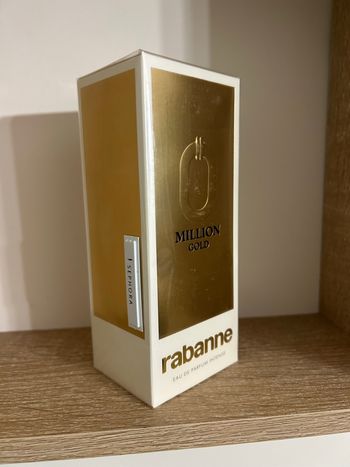 MILLION
GOLD
rabanne
EAU DE PARFUM INTENSE
SEPHORA